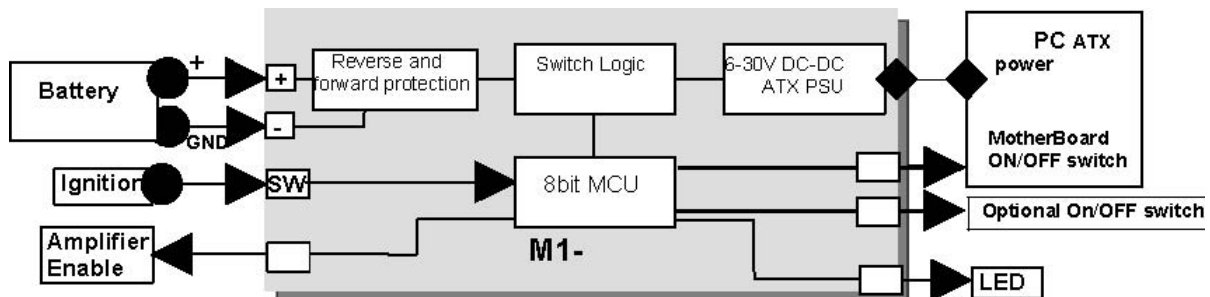 PC ATX
power
Reverse and
forward protection
Switch Logic
6-30V DC-DC
ATX PSU
+
+
Battery
-
GND
MotherBoard
ON/OFF switch
Ignition
SW
8bit MCU
Optional On/OFF switch
Amplifier
Enable
M1-
LED